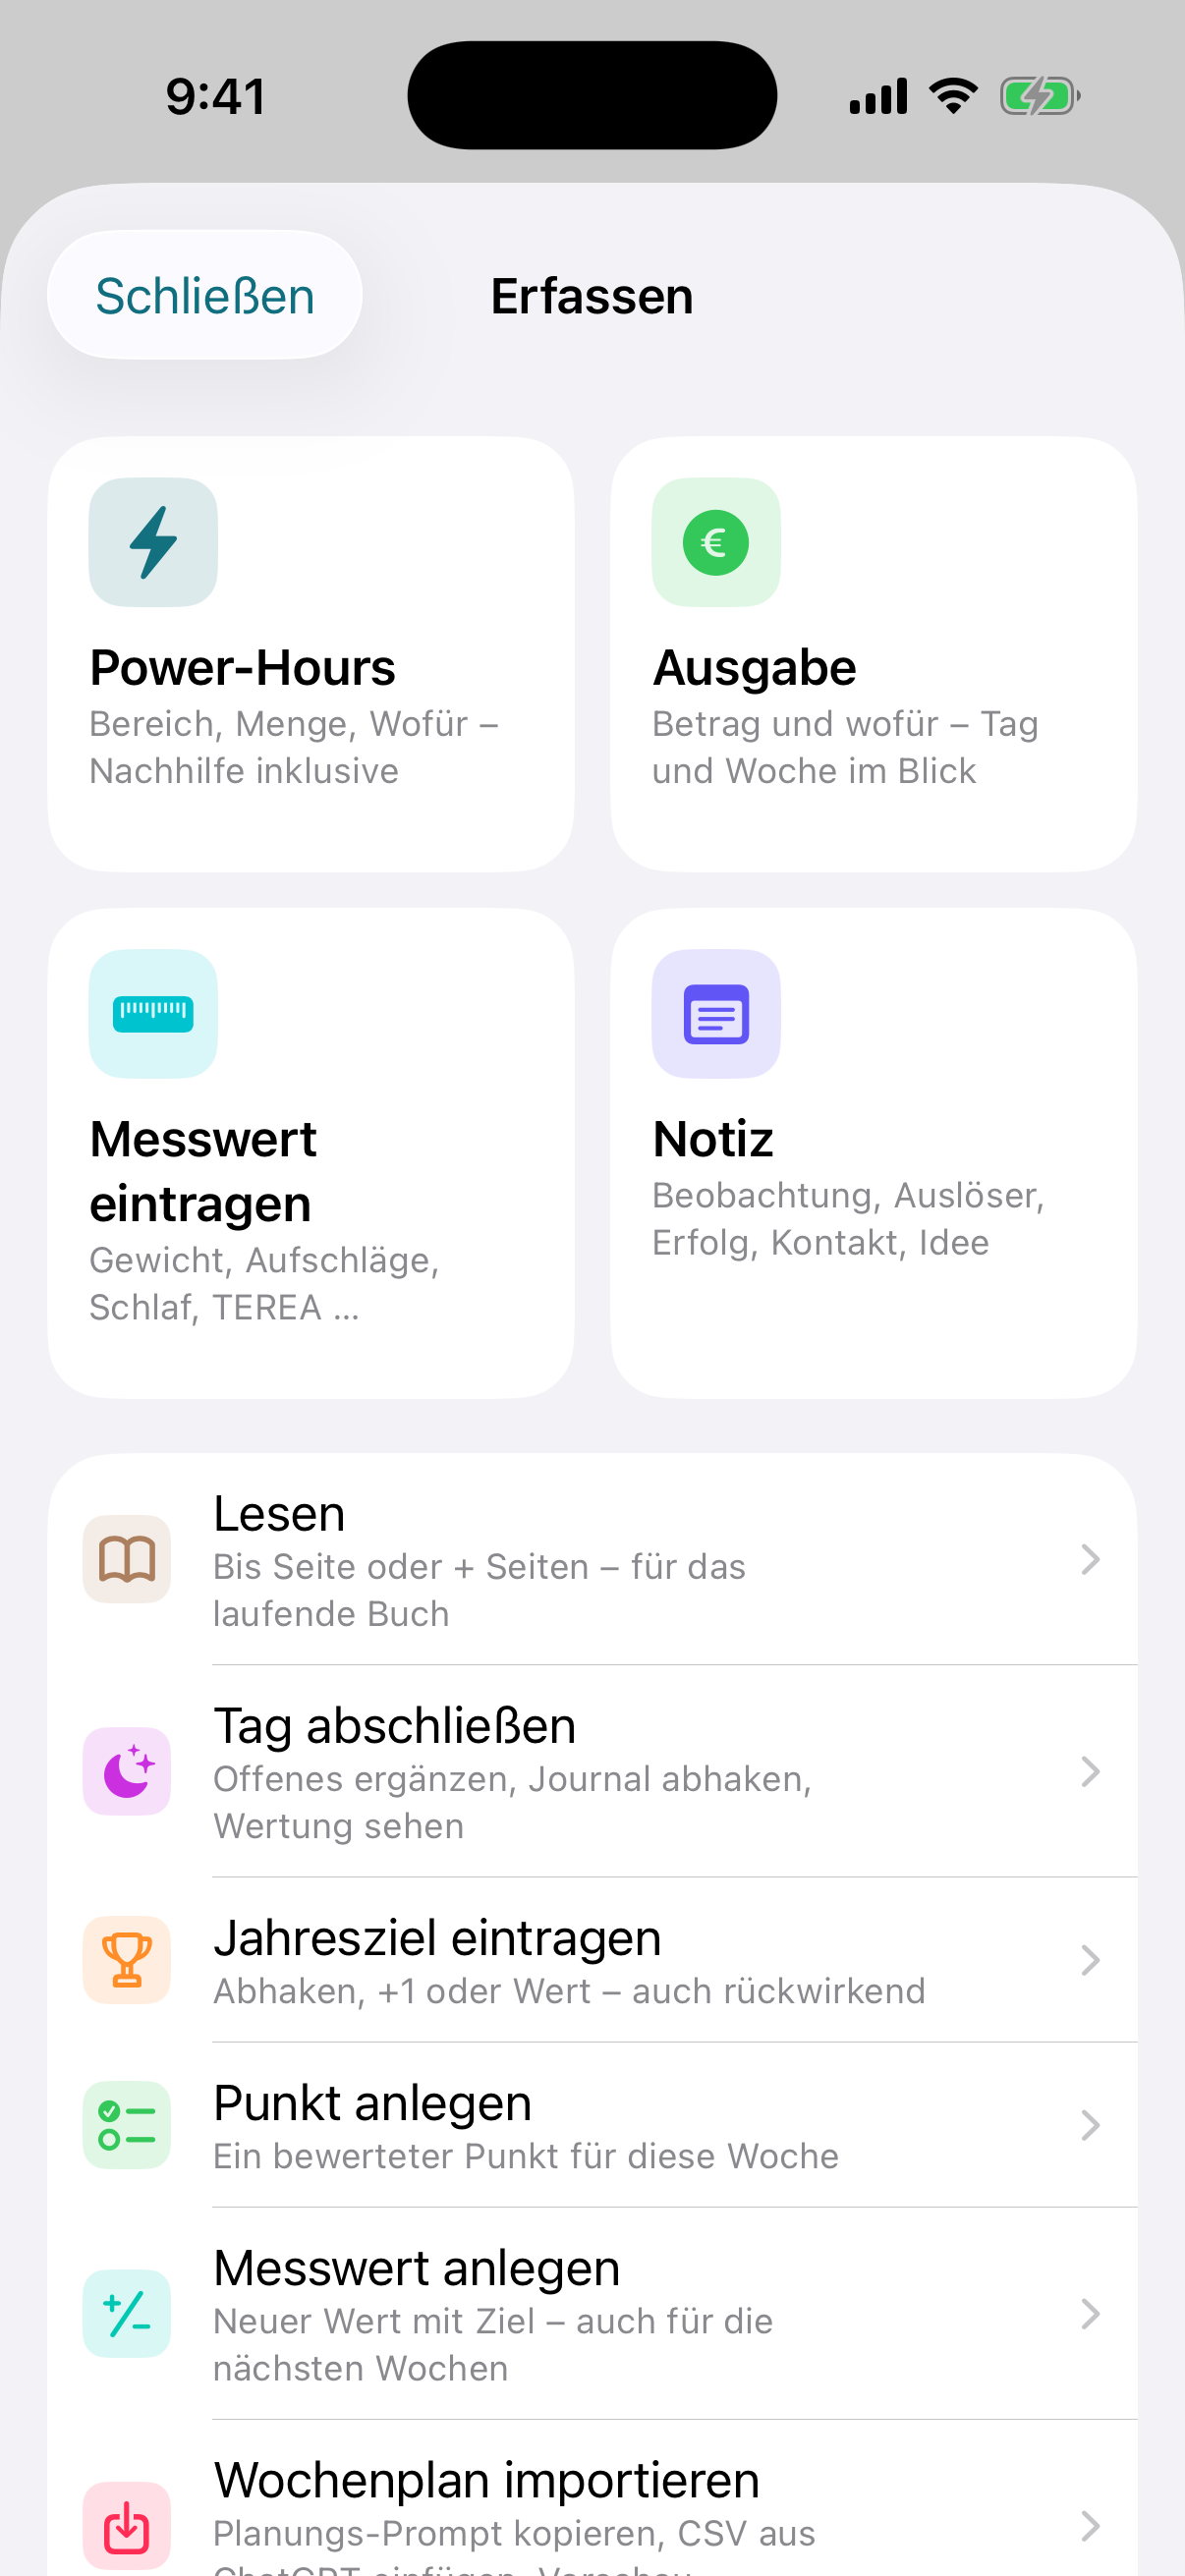 9:41
Schließen
Erfassen
Power-Hours
Bereich, Menge, Wofür –
Nachhilfe inklusive
€
Ausgabe
Betrag und wofür – Tag
und Woche im Blick
Messwert
eintragen
Gewicht, Aufschläge,
Schlaf, TEREA ...
Notiz
Beobachtung, Auslöser,
Erfolg, Kontakt, Idee
Lesen
Bis Seite oder + Seiten – für das
laufende Buch
Tag abschließen
Offenes ergänzen, Journal abhaken,
Wertung sehen
Jahresziel eintragen
Abhaken, +1 oder Wert – auch rückwirkend
Punkt anlegen
Ein bewerteter Punkt für diese Woche
Messwert anlegen
Neuer Wert mit Ziel – auch für die
nächsten Wochen
Wochenplan importieren
Planungs-Prompt kopieren, CSV aus
ChatGPT einfügen, Vorschau